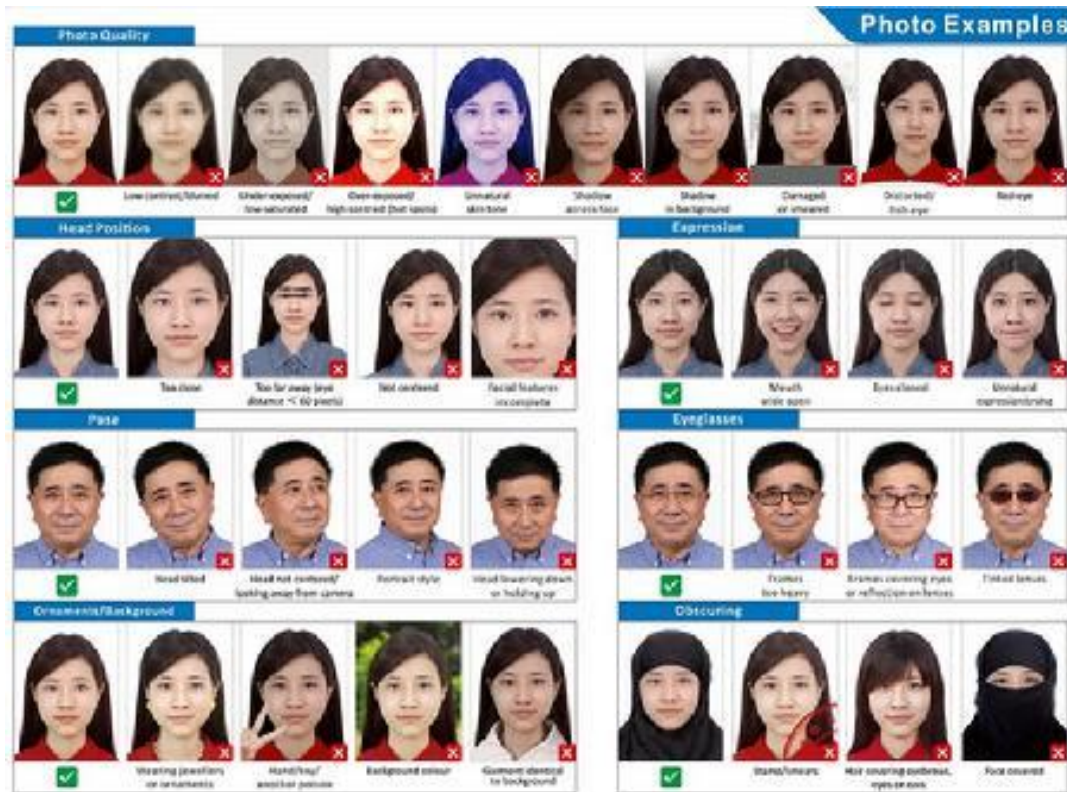 Photo Examples
Photo Quality
Low contrast/blurred
Under exposed/
low saturated
Over exposed/
high contrast (hot spots)
Unnatural
skin tone
Shadow
across face
Shadow
in background
Damaged
or smeared
Distorted/
fish eye
Red eye
Head Position
Too close
Too far away (eye
distance < 60 pixels)
Not centered
Facial features
incomplete
Expression
Mouth
wide open
Eyes closed
Unnatural
Pose
Head tilted
Head not centered/
looking away from camera
Portrait style
Head lowering down
or holding up
Eyeglasses
Frames
too heavy
Frames covering eyes
or reflection on lenses
Tinted lenses
Ornaments/Background
Wearing jewellery
or ornaments
Hand/toy/
another person
Background colour
Garment identical
to background
Obscuring
Hair covering eyebrows,
eyes or ears
Face covered